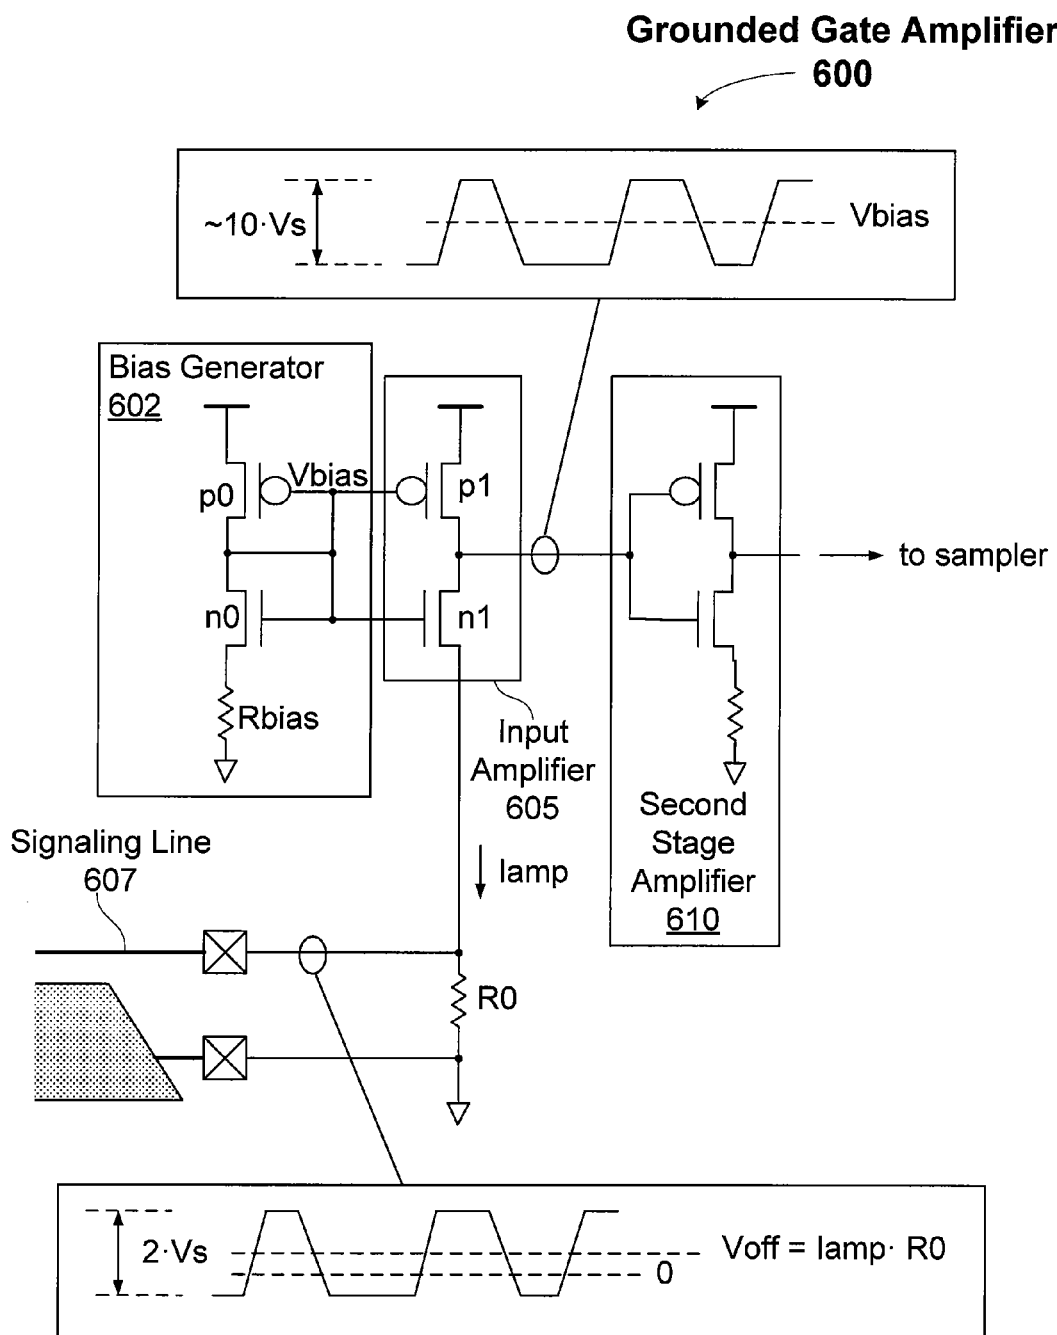 Grounded Gate Amplifier
600
~10·Vs
Vbias
Bias Generator
602
Vbias
p0
p1
n0
n1
to sampler
Rbias
Input
Amplifier
605
Second
Stage
Amplifier
610
Signaling Line
607
Iamp
R0
2·Vs
Voff = Iamp· R0
0